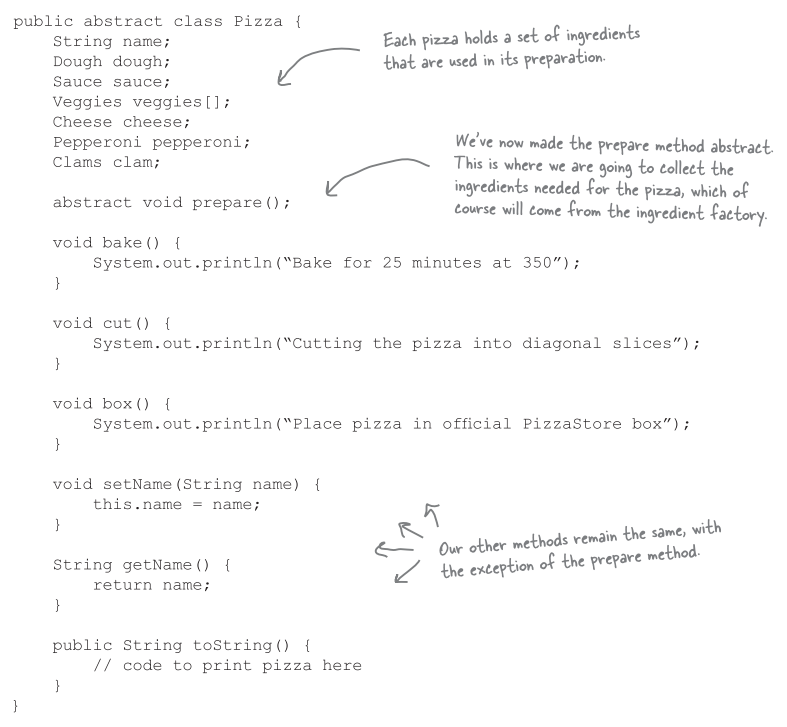 public abstract class Pizza {
    String name;
    Dough dough;
    Sauce sauce;
    Veggies veggies[];
    Cheese cheese;
    Pepperoni pepperoni;
    Clams clam;
Each pizza holds a set of ingredients
that are used in its preparation.
    abstract void prepare();
We've now made the prepare method abstract.
This is where we are going to collect the
ingredients needed for the pizza, which of
course will come from the ingredient factory.
    void bake() {
        System.out.println(“Bake for 25 minutes at 350”);
    }
    void cut() {
        System.out.println(“Cutting the pizza into diagonal slices”);
    }
    void box() {
        System.out.println(“Place pizza in official PizzaStore box”);
    }
    void setName(String name) {
        this.name = name;
    }
    String getName() {
        return name;
    }
Our other methods remain the same, with
the exception of the prepare method.
    public String toString() {
        // code to print pizza here
    }
}